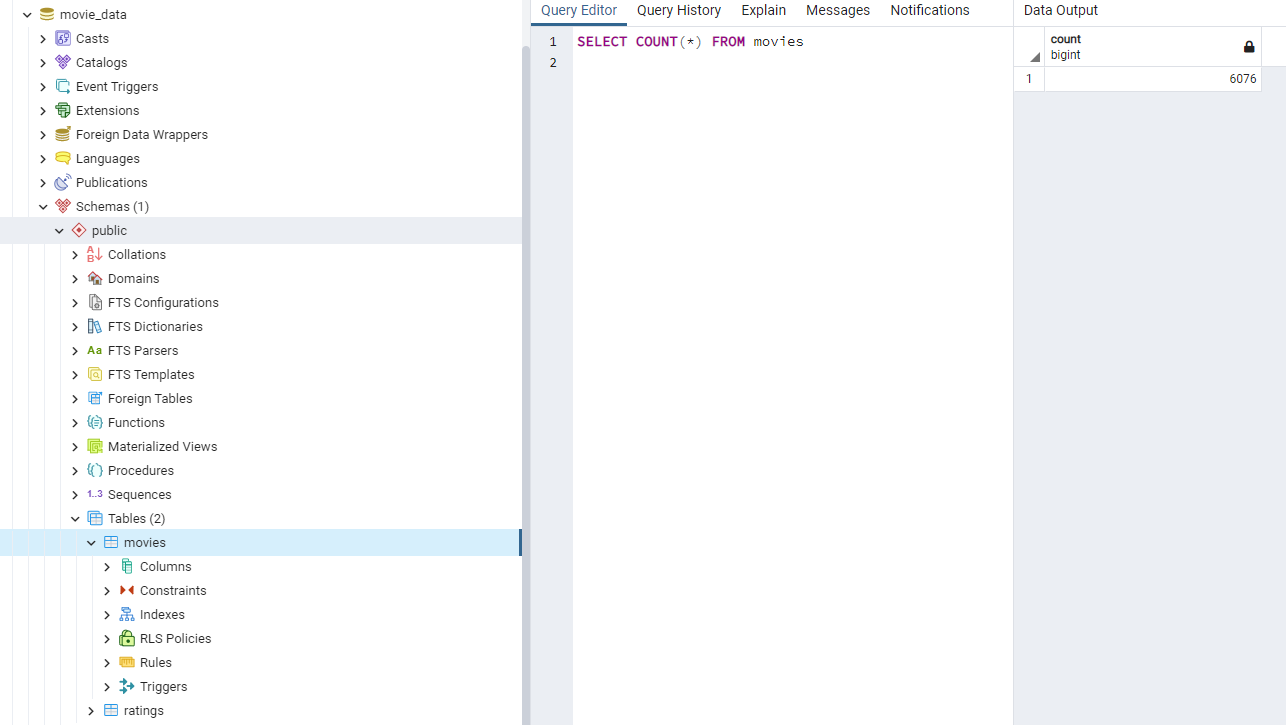 movie_data
Casts
Catalogs
Event Triggers
Extensions
Foreign Data Wrappers
Languages
Publications
Schemas (1)
public
Collations
Domains
FTS Configurations
FTS Dictionaries
Aa FTS Parsers
FTS Templates
Foreign Tables
Functions
Materialized Views
Procedures
1..3 Sequences
Tables (2)
movies
Columns
Constraints
Indexes
RLS Policies
Rules
Triggers
ratings
Query Editor Query History Explain Messages Notifications
1 SELECT COUNT(*) FROM movies
2
Data Output
count
bigint
1 6076